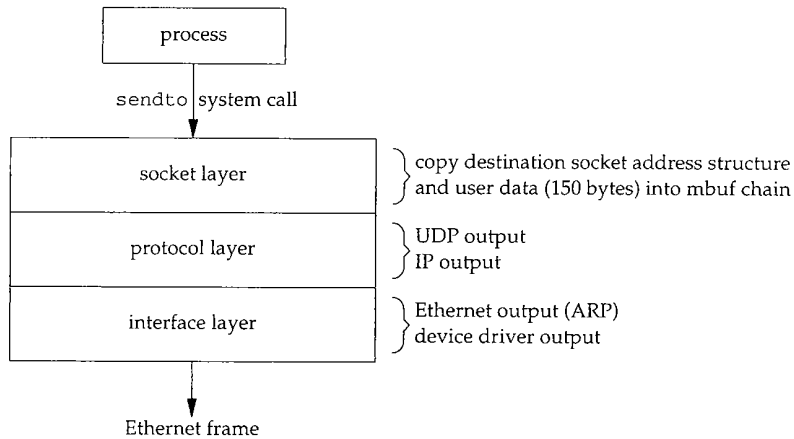 process
sendto system call
socket layer
copy destination socket address structure
and user data (150 bytes) into mbuf chain
protocol layer
UDP output
IP output
interface layer
Ethernet output (ARP)
device driver output
Ethernet frame